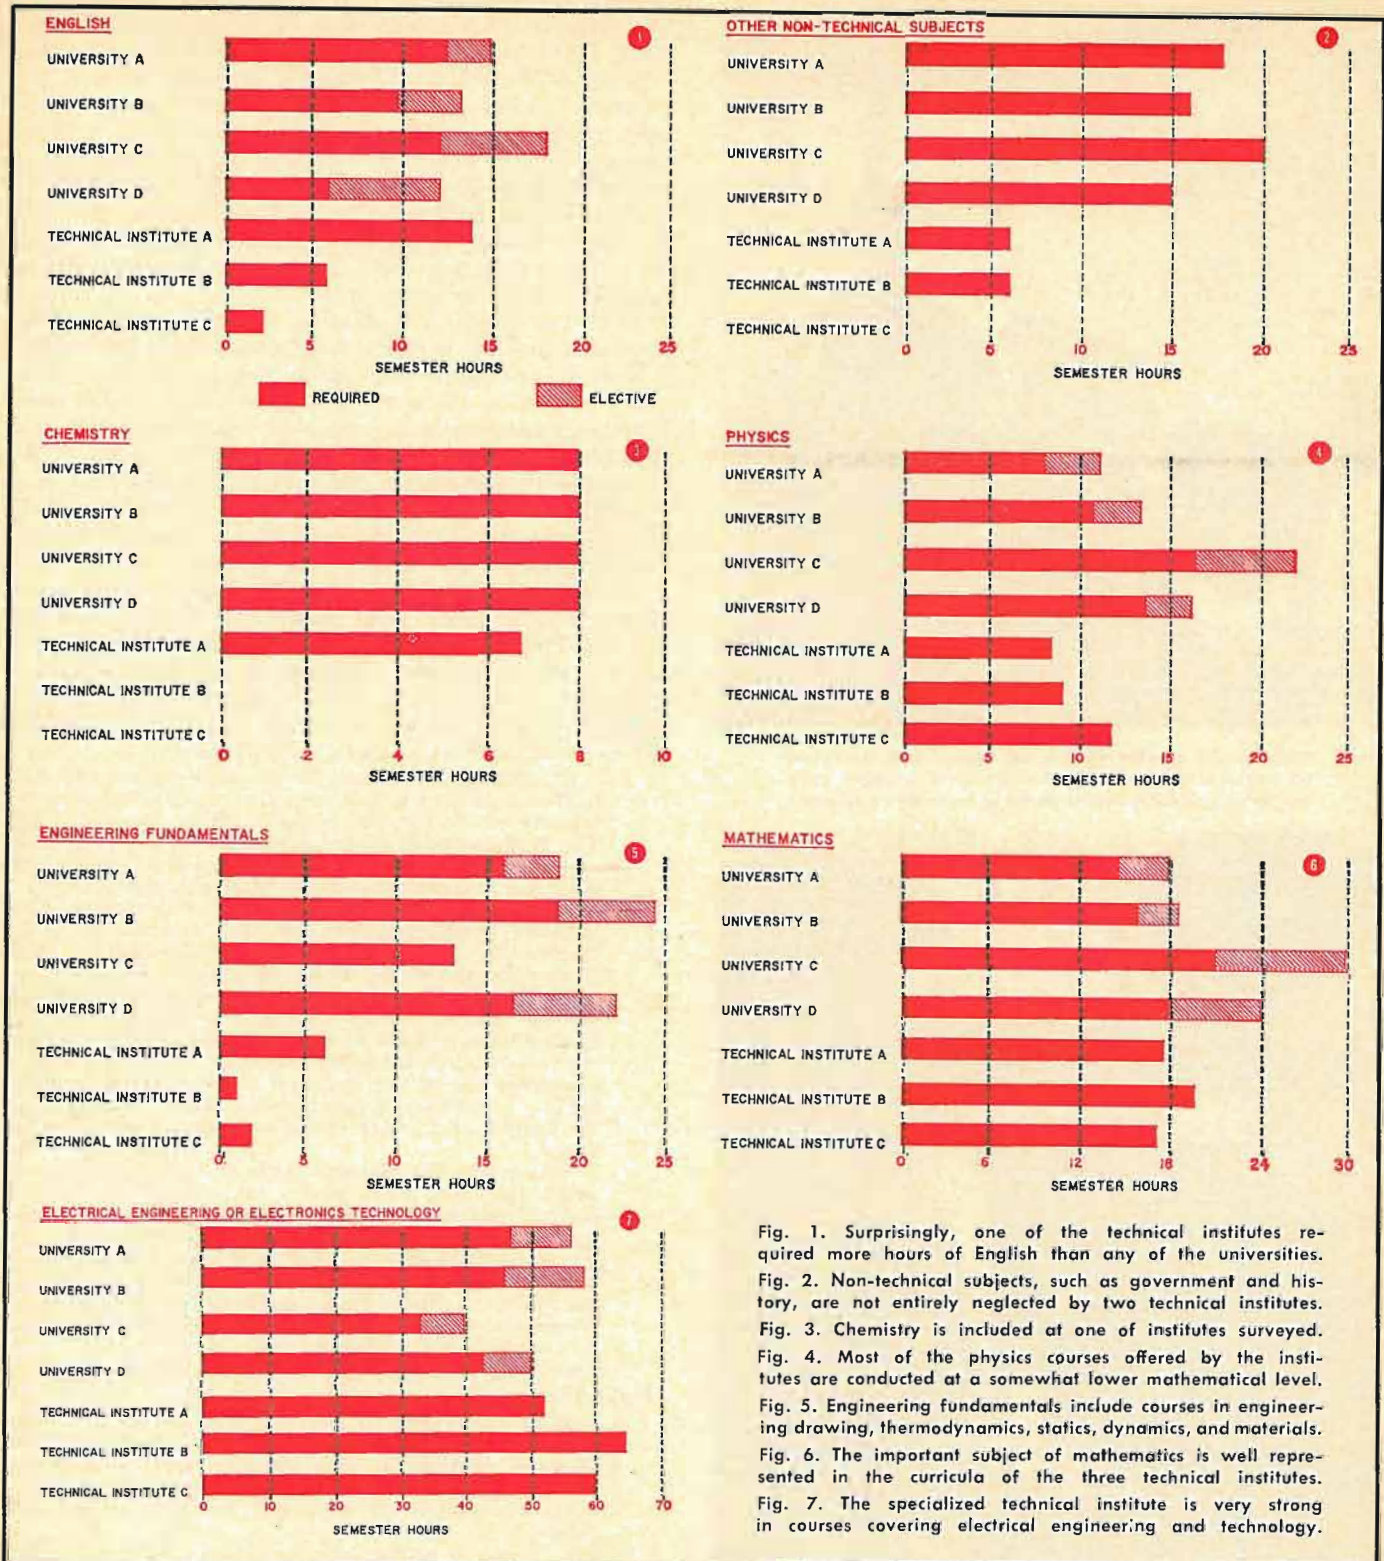 ENGLISH
1
UNIVERSITY A
UNIVERSITY B
UNIVERSITY C
UNIVERSITY D
TECHNICAL INSTITUTE A
TECHNICAL INSTITUTE B
TECHNICAL INSTITUTE C
0 5 10 15 20 25
SEMESTER HOURS
REQUIRED
ELECTIVE
OTHER NON-TECHNICAL SUBJECTS
2
UNIVERSITY A
UNIVERSITY B
UNIVERSITY C
UNIVERSITY D
TECHNICAL INSTITUTE A
TECHNICAL INSTITUTE B
TECHNICAL INSTITUTE C
0 5 10 15 20 25
SEMESTER HOURS
CHEMISTRY
3
UNIVERSITY A
UNIVERSITY B
UNIVERSITY C
UNIVERSITY D
TECHNICAL INSTITUTE A
TECHNICAL INSTITUTE B
TECHNICAL INSTITUTE C
0 2 4 6 8 10
SEMESTER HOURS
PHYSICS
4
UNIVERSITY A
UNIVERSITY B
UNIVERSITY C
UNIVERSITY D
TECHNICAL INSTITUTE A
TECHNICAL INSTITUTE B
TECHNICAL INSTITUTE C
0 5 10 15 20 25
SEMESTER HOURS
ENGINEERING FUNDAMENTALS
5
UNIVERSITY A
UNIVERSITY B
UNIVERSITY C
UNIVERSITY D
TECHNICAL INSTITUTE A
TECHNICAL INSTITUTE B
TECHNICAL INSTITUTE C
0 5 10 15 20 25
SEMESTER HOURS
MATHEMATICS
6
UNIVERSITY A
UNIVERSITY B
UNIVERSITY C
UNIVERSITY D
TECHNICAL INSTITUTE A
TECHNICAL INSTITUTE B
TECHNICAL INSTITUTE C
0 6 12 18 24 30
SEMESTER HOURS
ELECTRICAL ENGINEERING OR ELECTRONICS TECHNOLOGY
7
UNIVERSITY A
UNIVERSITY B
UNIVERSITY C
UNIVERSITY D
TECHNICAL INSTITUTE A
TECHNICAL INSTITUTE B
TECHNICAL INSTITUTE C
0 10 20 30 40 50 60 70
SEMESTER HOURS
Fig. 1. Surprisingly, one of the technical institutes re-
quired more hours of English than any of the universities.
Fig. 2. Non-technical subjects, such as government and his-
tory, are not entirely neglected by two technical institutes.
Fig. 3. Chemistry is included at one of institutes surveyed.
Fig. 4. Most of the physics courses offered by the insti-
tutes are conducted at a somewhat lower mathematical level.
Fig. 5. Engineering fundamentals include courses in engineer-
ing drawing, thermodynamics, statics, dynamics, and materials.
Fig. 6. The important subject of mathematics is well repre-
sented in the curricula of the three technical institutes.
Fig. 7. The specialized technical institute is very strong
in courses covering electrical engineering and technology.